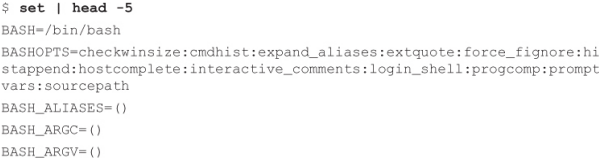 $ set | head -5
BASH=/bin/bash
BASHOPTS=checkwinsize:cmdhist:expand_aliases:extquote:force_fignore:hi
stappend:hostcomplete:interactive_comments:login_shell:progcomp:prompt
vars:sourcepath
BASH_ALIASES=()
BASH_ARGC=()
BASH_ARGV=()